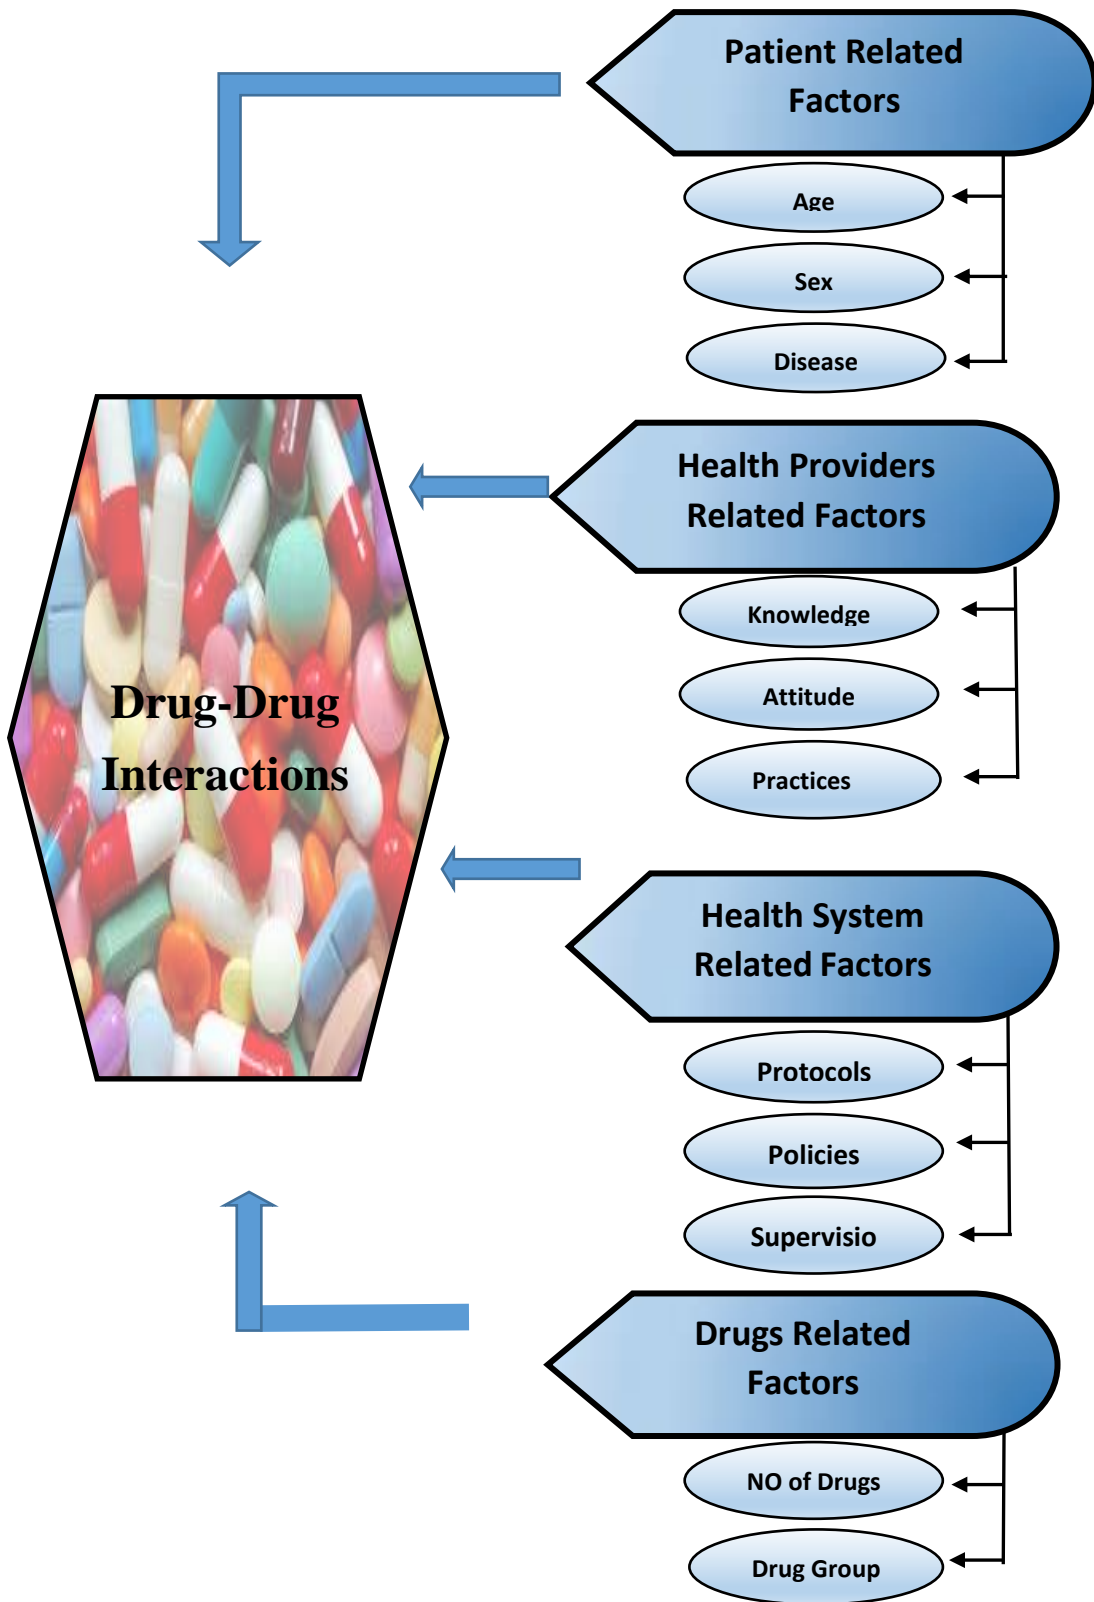 Patient Related
Factors
Age
Sex
Disease
Health Providers
Related Factors
Knowledge
Attitude
Practices
Drug-Drug
Interactions
Health System
Related Factors
Protocols
Policies
Supervisio
Drugs Related
Factors
NO of Drugs
Drug Group